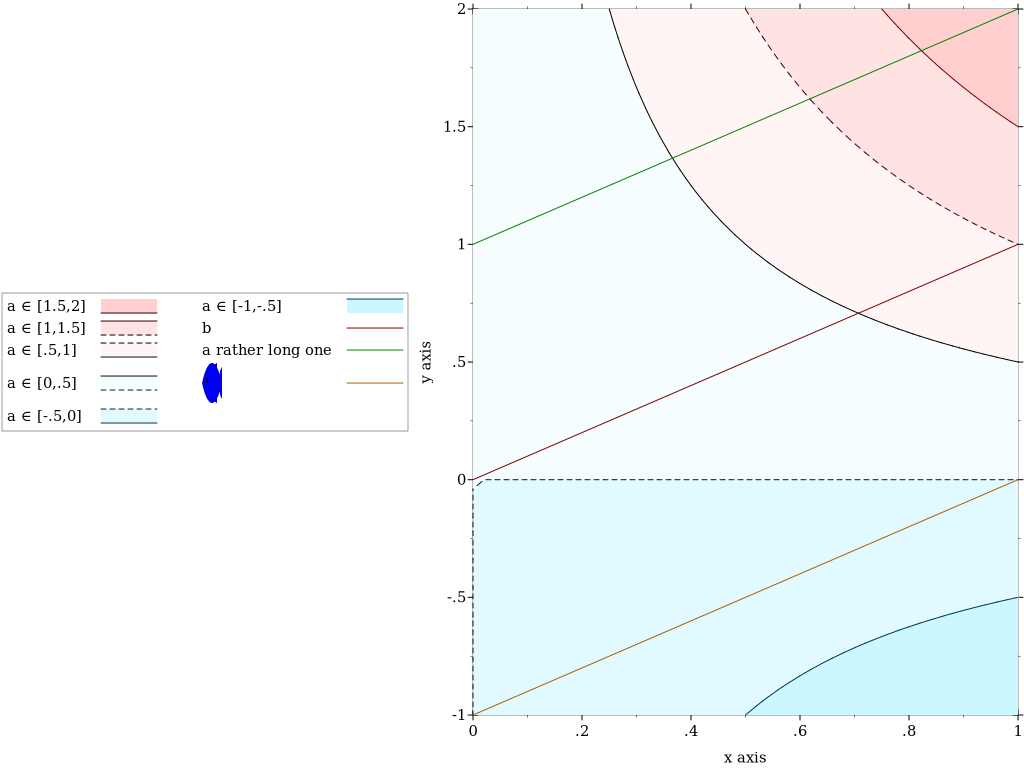 a ∈ [1.5,2]
a ∈ [1,1.5]
a ∈ [.5,1]
a ∈ [0,.5]
a ∈ [-.5,0]
a ∈ [-1,-.5]
b
a rather long one
y axis
2
1.5
1
.5
0
-.5
-1
0 .2 .4 .6 .8 1
x axis